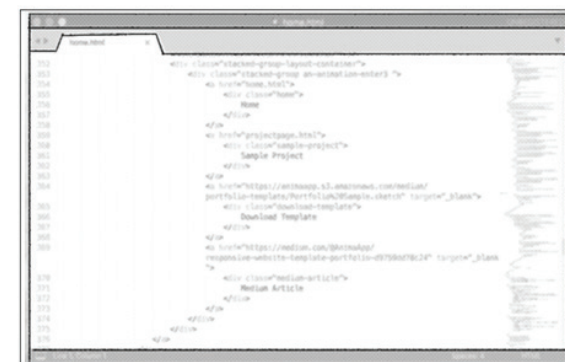 home.html
home.html ×
352 <div class="stacked-group-layout-container">
353 <div class="stacked-group an-animation-enter3 ">
354 <a href="home.html">
355 <div class="home">
356 Home
357 </div>
358 </a>
359 <a href="projectpage.html">
360 <div class="sample-project">
361 Sample Project
362 </div>
363 </a>
364 <a href="https://animaapp.s3.amazonaws.com/medium/
portfolio-template/Portfolio%20Sample.sketch" target="_blank">
365 <div class="download-template">
366 Download Template
367 </div>
368 </a>
369 <a href="https://medium.com/@AnimaApp/
responsive-website-template-portfolio-d9750dd78c24" target="_blank
">
370 <div class="medium-article">
371 Medium Article
372 </div>
373 </a>
374 </div>
375 </div>
376 </a>
Line 1, Column 1 Spaces: 4 HTML